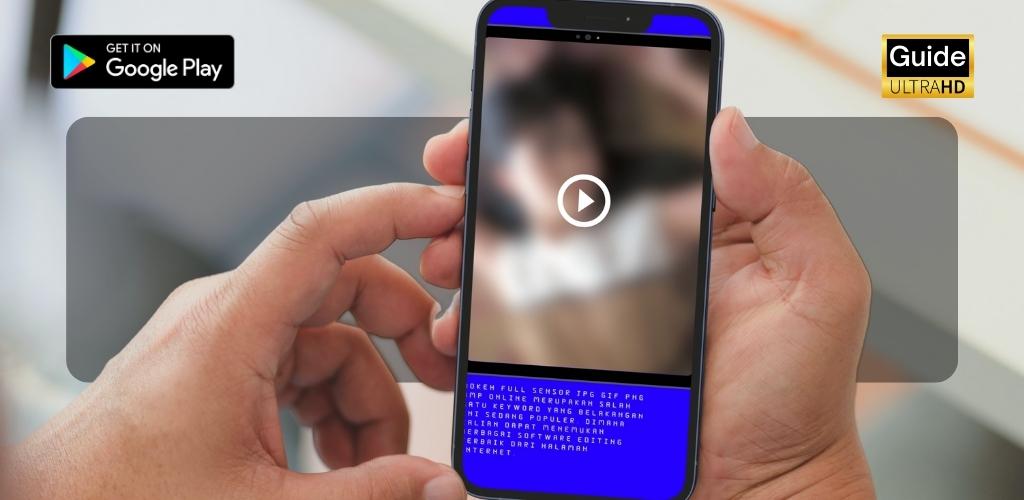 GET IT ON
Google Play
Guide
ULTRAHD
OKEH FULL SENSOR JPG GIF PNG
MP ONLINE MERUPAKAN SALAH
ATU KEYWORD YANG BELAKANGAN
NI SEDANG POPULER. DIMANA
ALIAN DAPAT MENEMUKAN
ERBAGAI SOFTWARE EDITING
ERBAIK DARI HALAMAN
NTERNET.